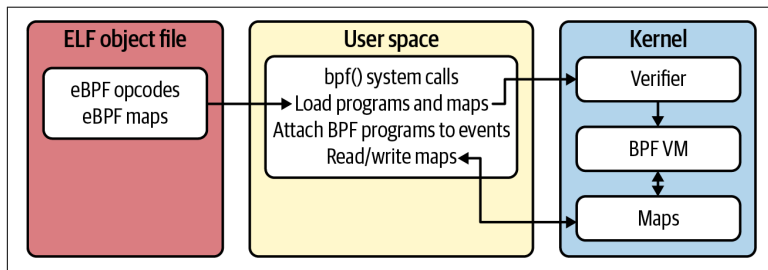 ELF object file
eBPF opcodes
eBPF maps
User space
bpf() system calls
Load programs and maps
Attach BPF programs to events
Read/write maps
Kernel
Verifier
BPF VM
Maps